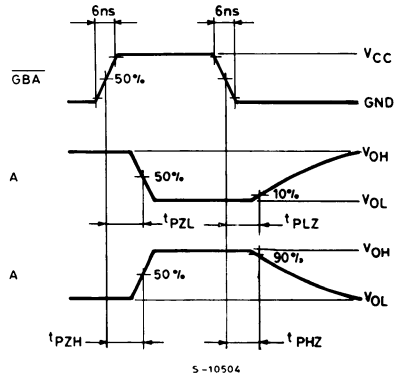 6ns 6ns
VCC
GBA 50%
GND
VOH
A 50%
10%
VOL
tPZL tPLZ
VOH
90%
A 50%
VOL
tPZH tPHZ
S-10504